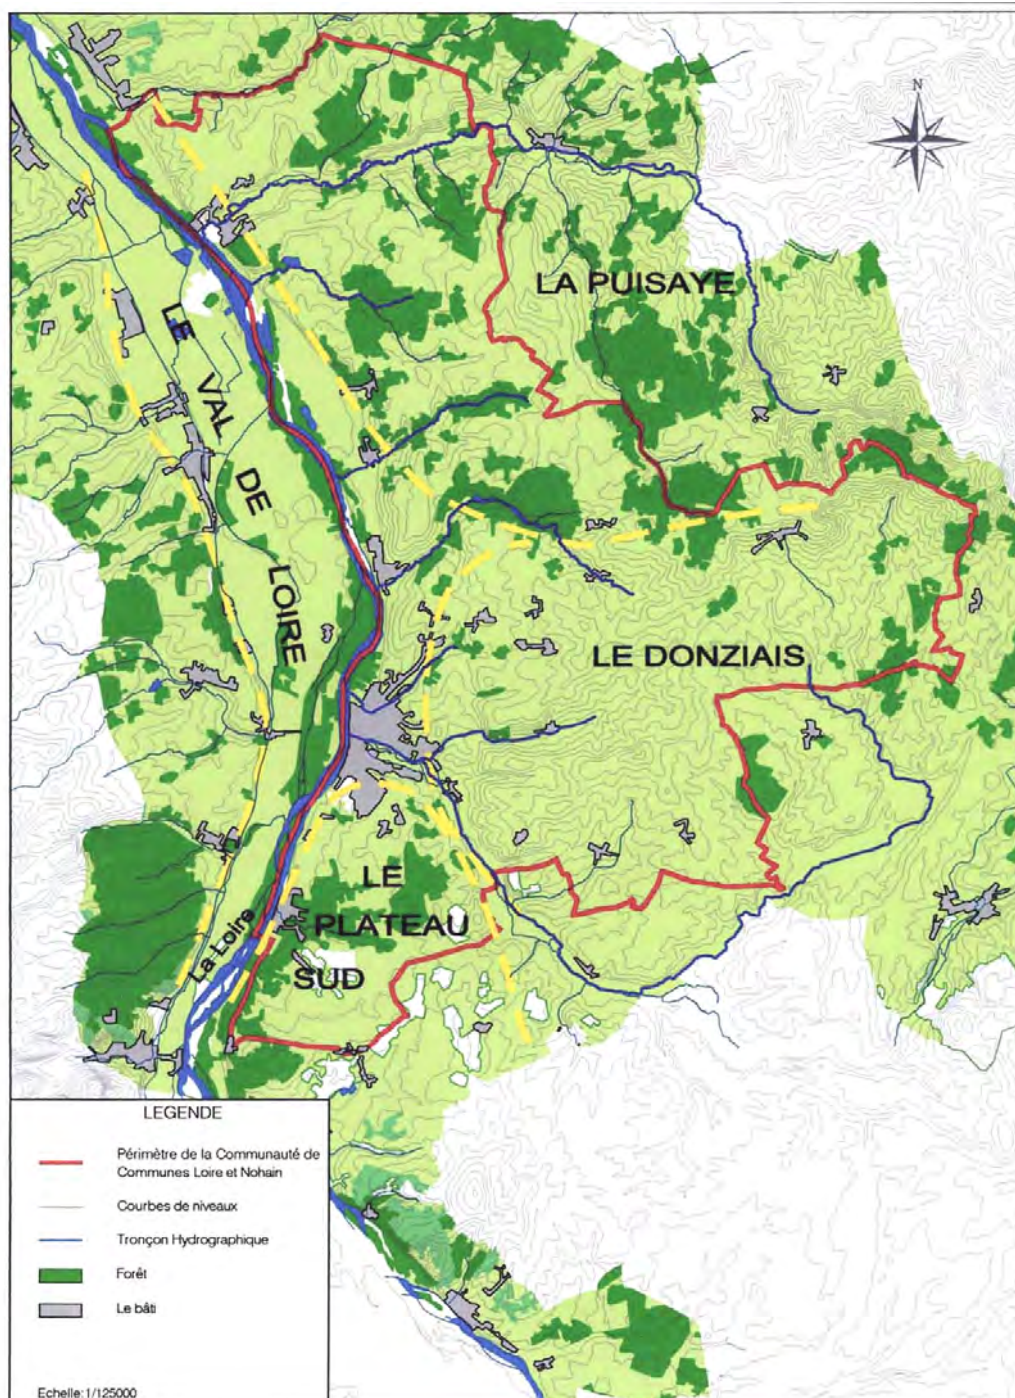 N
LA PUISAYE
LE VAL DE LOIRE
LE DONZIAIS
LE
PLATEAU
SUD
La Loire
LEGENDE
Périmètre de la Communauté de
Communes Loire et Nohain
Courbes de niveaux
Tronçon Hydrographique
Forêt
Le bâti
Echelle: 1/125000